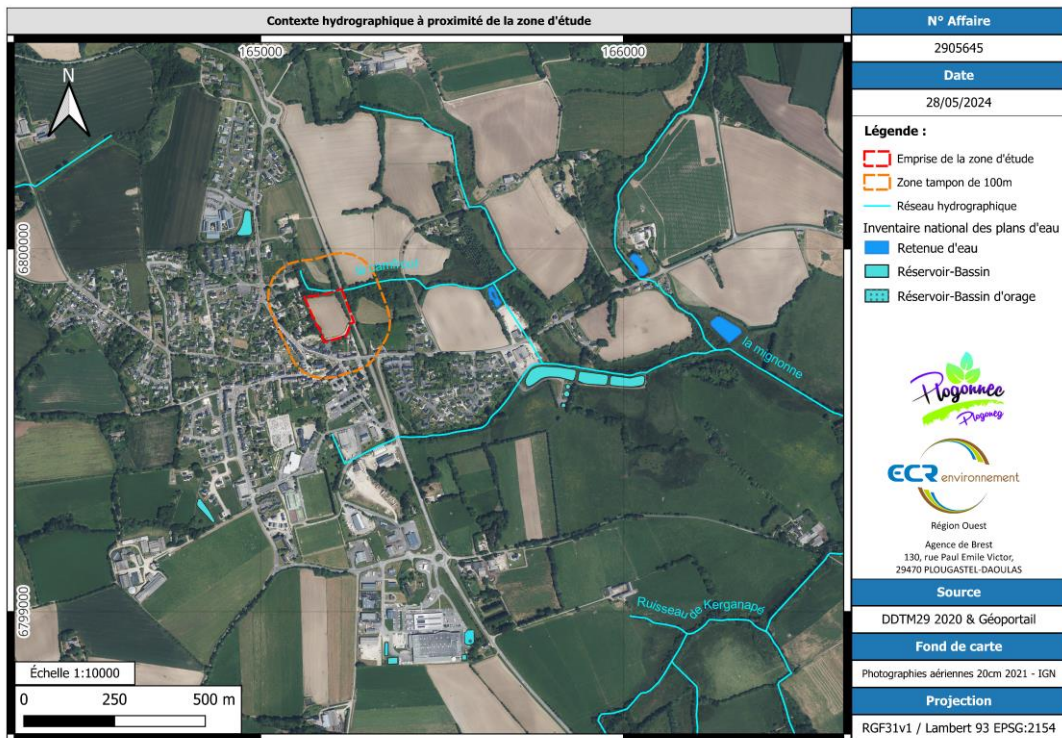 Contexte hydrographique à proximité de la zone d'étude
165000
166000
6800000
6799000
N
la mignonne
Ruisseau de Kerganapé
Échelle 1:10000
0
250
500 m
N° Affaire
2905645
Date
28/05/2024
Légende :
Emprise de la zone d'étude
Zone tampon de 100m
Réseau hydrographique
Inventaire national des plans d'eau
Retenue d'eau
Réservoir-Bassin
Réservoir-Bassin d'orage
Plogonnec
Plogoneg
ECR environnement
Région Ouest
Agence de Brest
130, rue Paul Emile Victor,
29470 PLOUGASTEL-DAOULAS
Source
DDTM29 2020 & Géoportail
Fond de carte
Photographies aériennes 20cm 2021 - IGN
Projection
RGF31v1 / Lambert 93 EPSG:2154